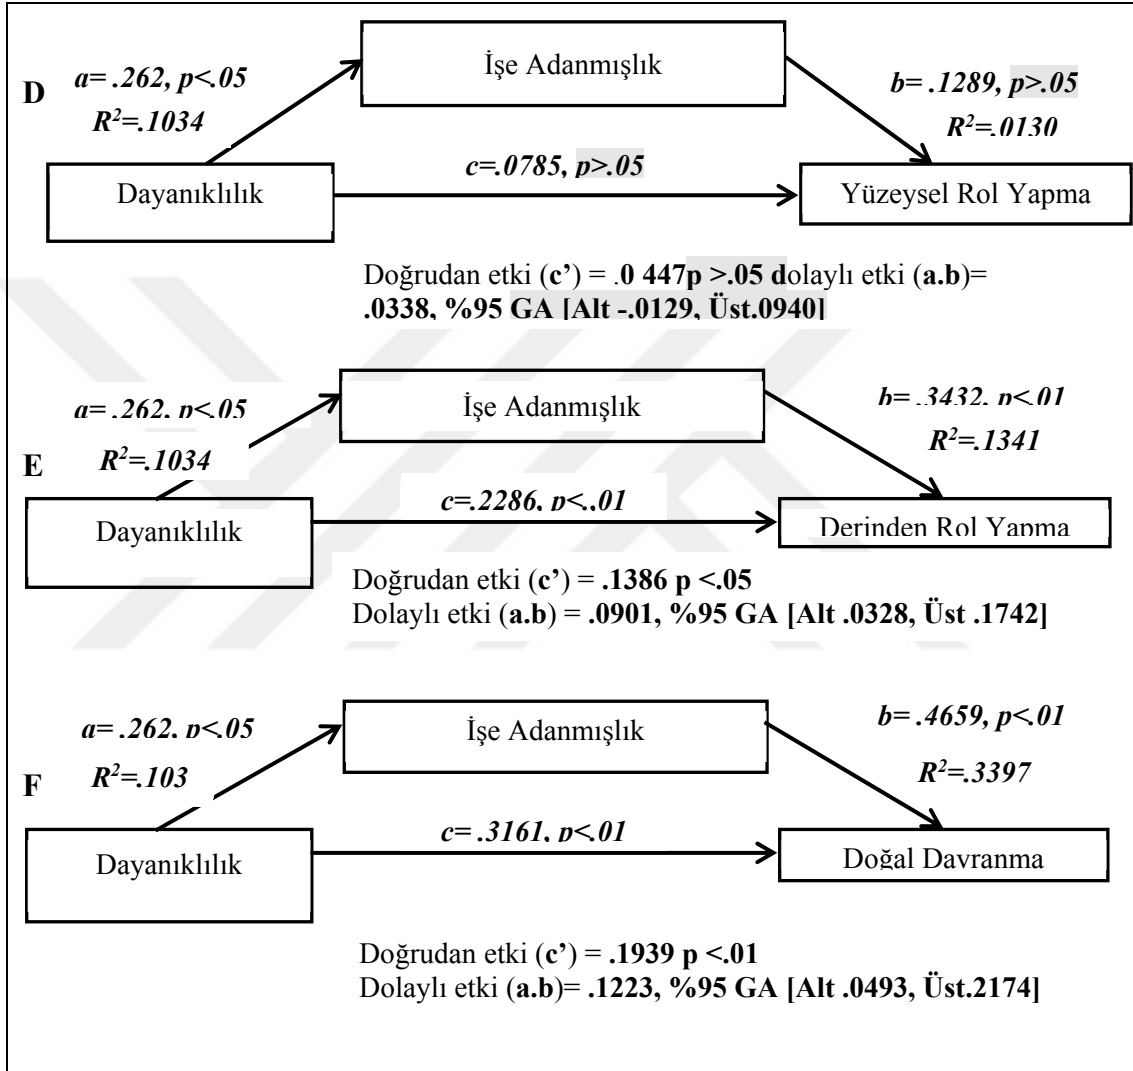 İşe Adanmışlık
a= .262, p<.05
D
b= .1289, p>.05
R²=.1034
R²=.0130
c=.0785, p>.05
Dayanıklılık
Yüzeysel Rol Yapma
Doğrudan etki (c’) = .0 447p >.05 dolaylı etki (a.b)=
.0338, %95 GA [Alt -.0129, Üst.0940]
a= .262, p<.05
İşe Adanmışlık
b= .3432, p<.01
R²=.1341
E
R²=.1034
c=.2286, p<.01
Dayanıklılık
Derinden Rol Yapma
Doğrudan etki (c’) = .1386 p <.05
Dolaylı etki (a.b) = .0901, %95 GA [Alt .0328, Üst .1742]
a= .262, p<.05
İşe Adanmışlık
b= .4659, p<.01
F
R²=.103
R²=.3397
c= .3161, p<.01
Dayanıklılık
Doğal Davranma
Doğrudan etki (c’) = .1939 p <.01
Dolaylı etki (a.b)= .1223, %95 GA [Alt .0493, Üst.2174]